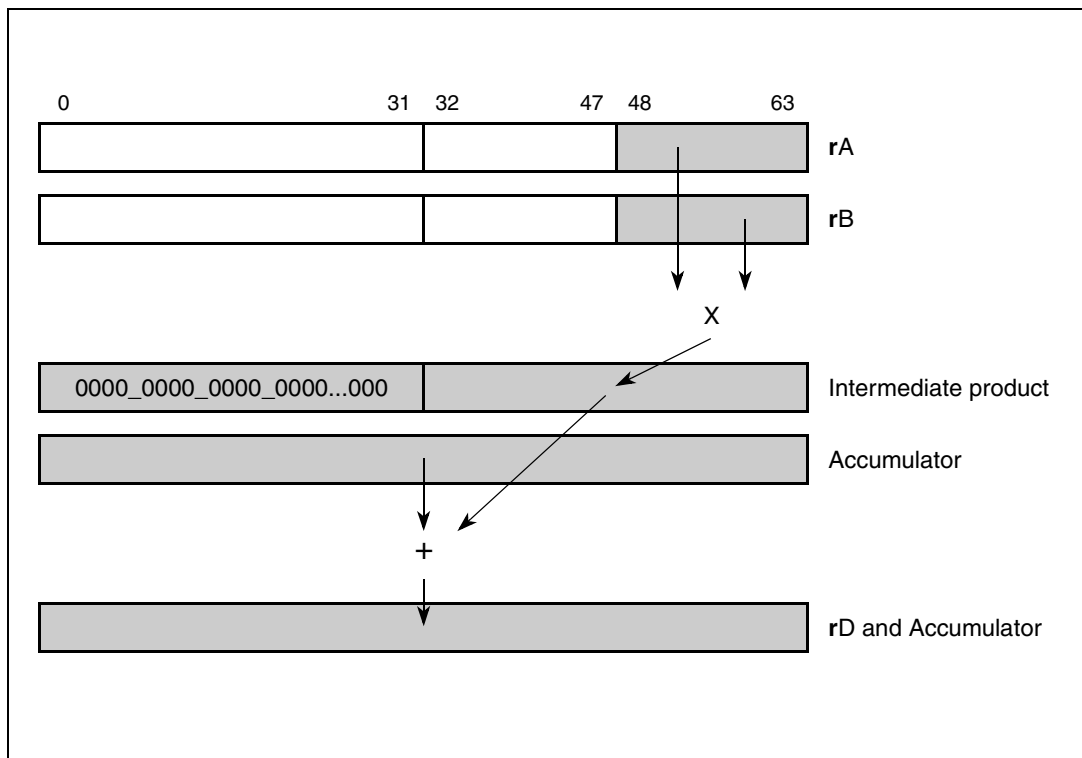 0 31 32 47 48 63
rA
rB
X
0000_0000_0000_0000...000 Intermediate product
Accumulator
+
rD and Accumulator